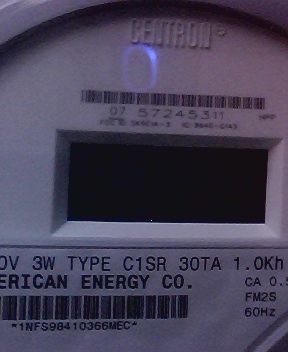 CENTRON®
07 57245311
0V 3W TYPE C1SR 30TA 1.0Kh
ERICAN ENERGY CO.
CA 0.5
FM2S
60Hz
*1NFS98410366MEC*